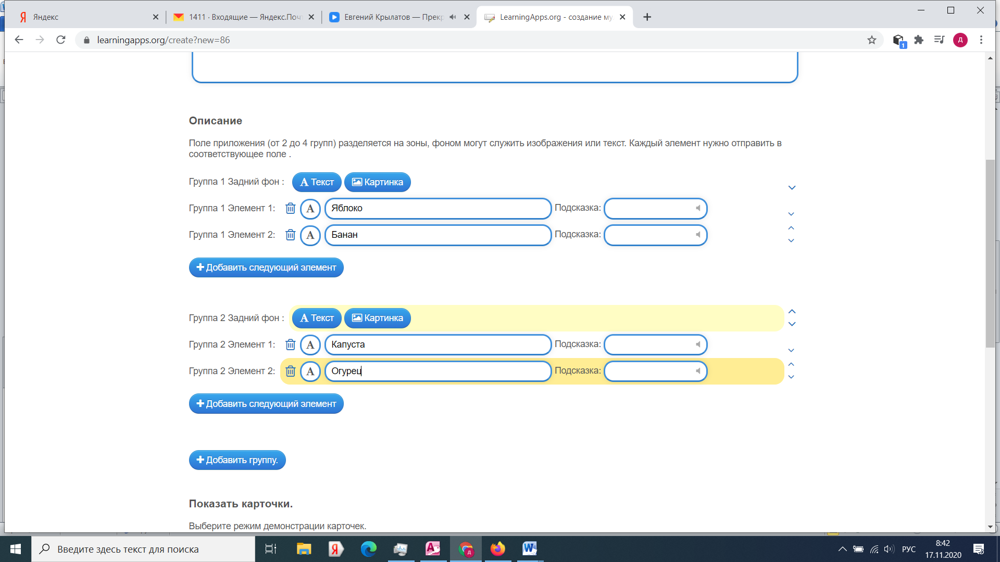 Яндекс
1411 · Входящие — Яндекс.Почт
Евгений Крылатов — Прекр
LearningApps.org - создание му
learningapps.org/create?new=86
1
Д
Описание
Поле приложения (от 2 до 4 групп) разделяется на зоны, фоном могут служить изображения или текст. Каждый элемент нужно отправить в
соответствующее поле .
Группа 1 Задний фон : A Текст Картинка
Группа 1 Элемент 1: A Яблоко Подсказка:
Группа 1 Элемент 2: A Банан Подсказка:
+ Добавить следующий элемент
Группа 2 Задний фон : A Текст Картинка
Группа 2 Элемент 1: A Капуста Подсказка:
Группа 2 Элемент 2: A Огурец Подсказка:
+ Добавить следующий элемент
+ Добавить группу.
Показать карточки.
Выберите режим демонстрации карточек.
Введите здесь текст для поиска
РУС
8:42
17.11.2020